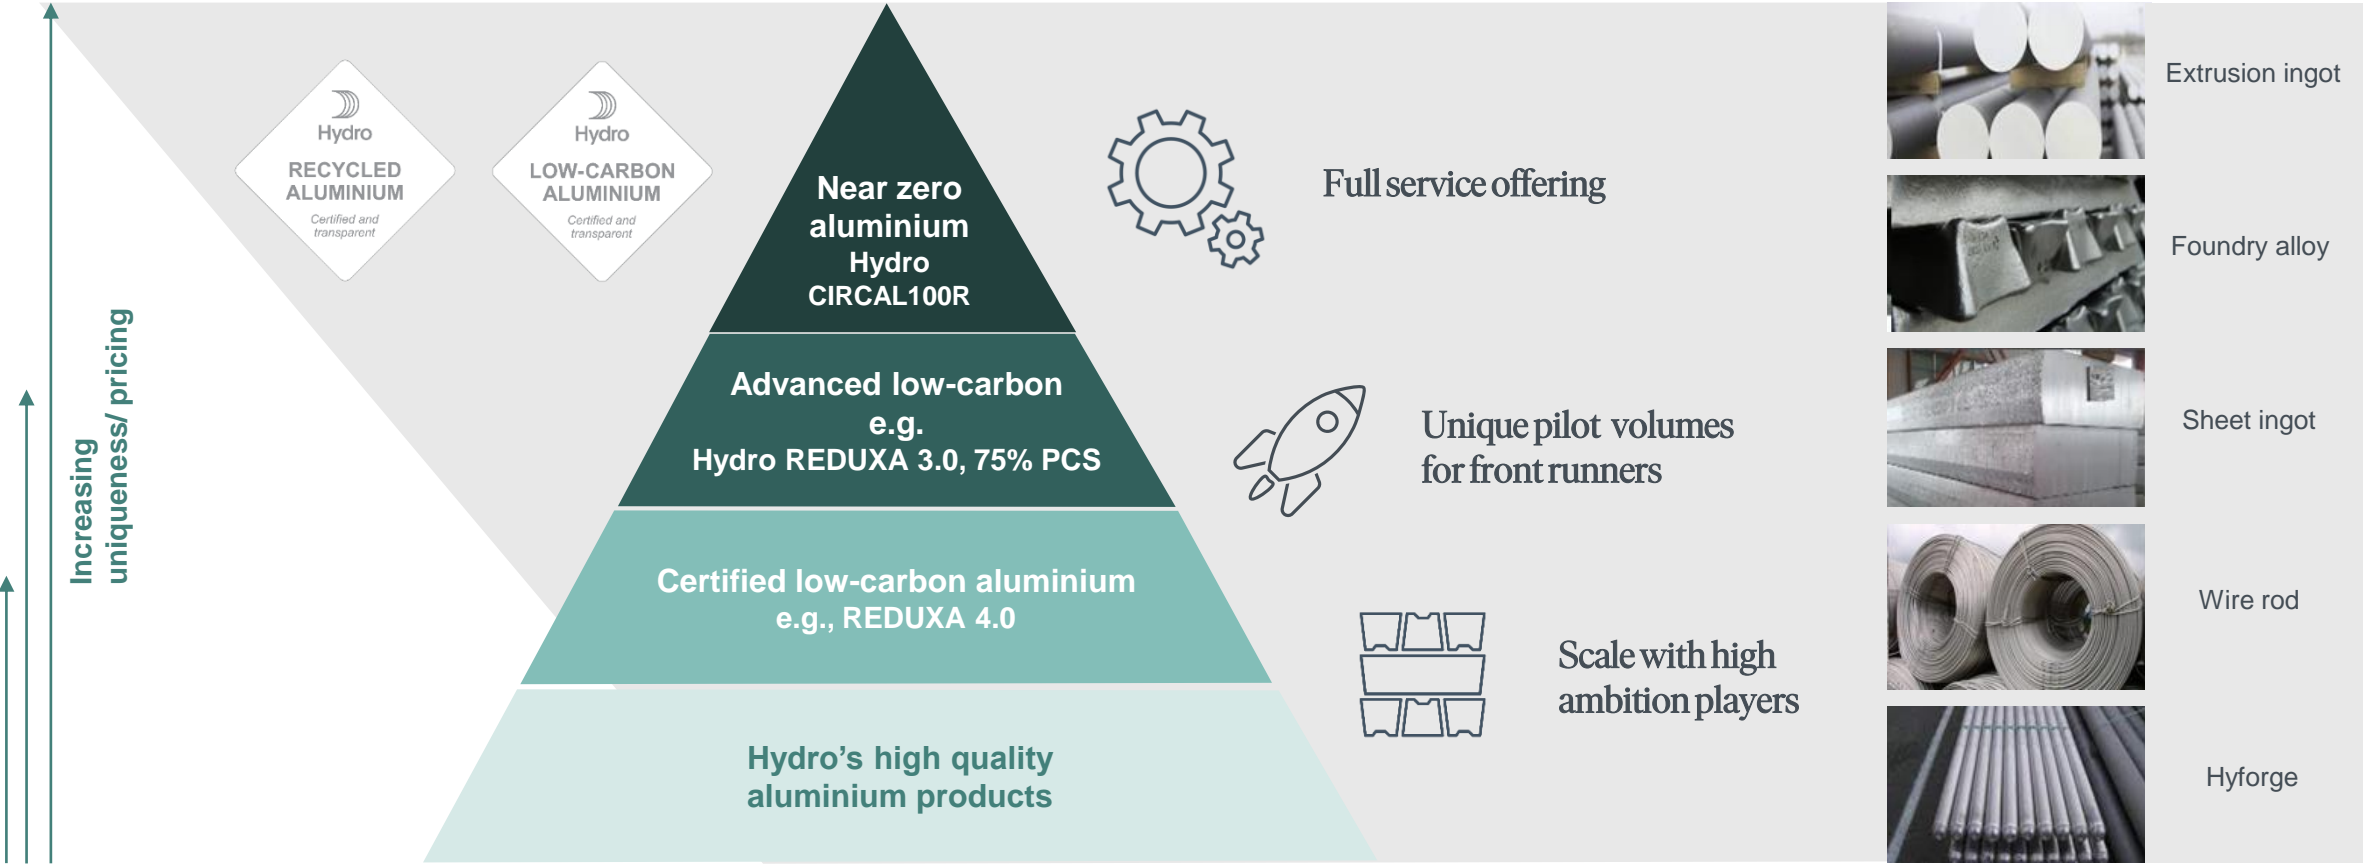 Increasing
uniqueness/ pricing
Hydro
RECYCLED
ALUMINIUM
Certified and
transparent
Hydro
LOW-CARBON
ALUMINIUM
Certified and
transparent
Near zero
aluminium
Hydro
CIRCAL100R
Advanced low-carbon
e.g.
Hydro REDUXA 3.0, 75% PCS
Certified low-carbon aluminium
e.g., REDUXA 4.0
Hydro’s high quality
aluminium products
Full service offering
Unique pilot volumes
for front runners
Scale with high
ambition players
Extrusion ingot
Foundry alloy
Sheet ingot
Wire rod
Hyforge